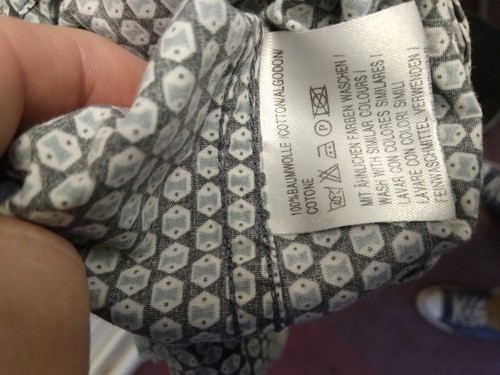 100%BAUMWOLLE /COTTON/ALGODON/
COTONE
P
MIT ÄHNLICHEN FARBEN WASCHEN /
WASH WITH SIMILAR COLOURS /
LAVAR CON COLORES SIMILARES /
LAVARE CON COLORI SIMILI
FEINWASCHMITTEL VERWENDEN /